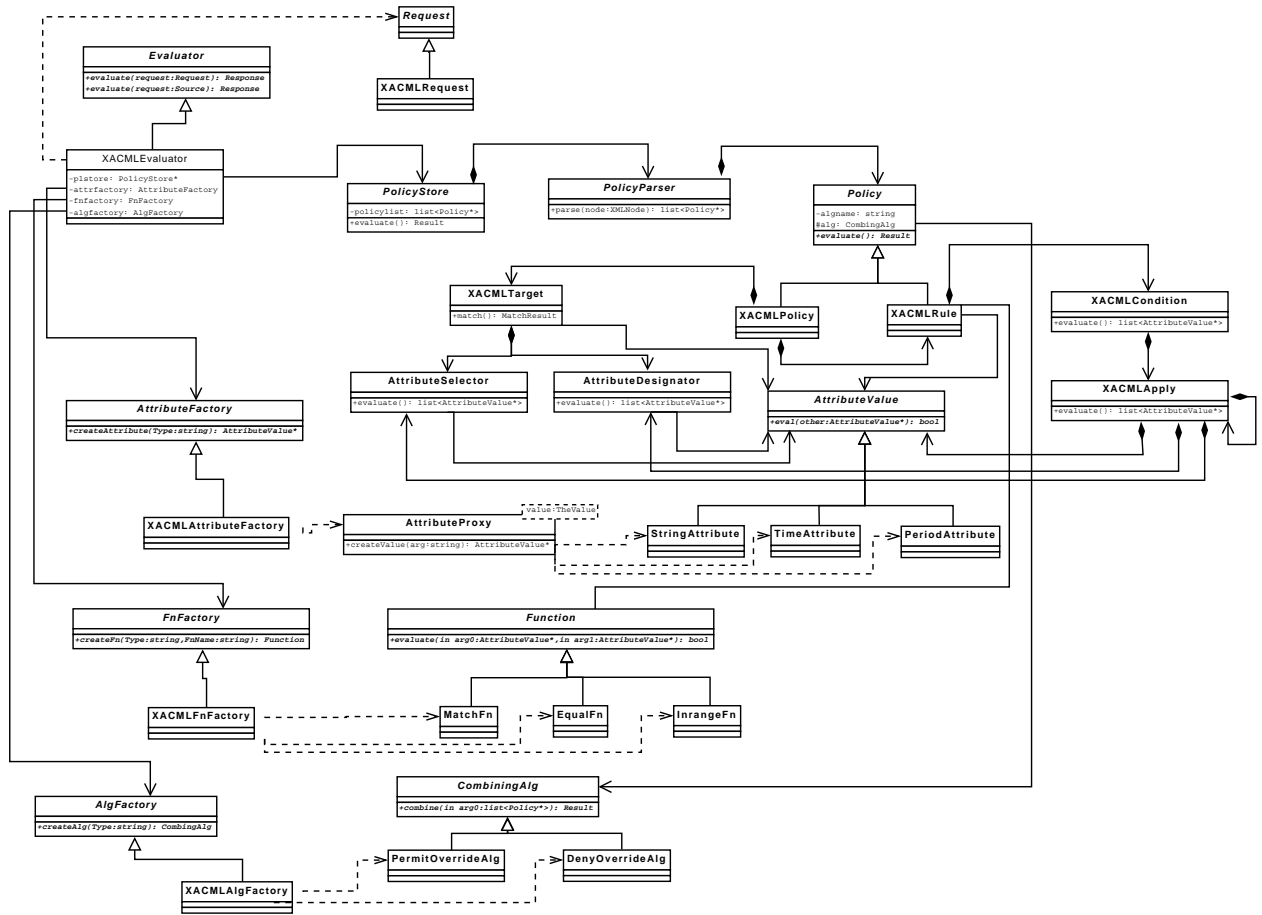 Request
Evaluator
+evaluate(request:Request): Response
+evaluate(request:Source): Response
XACMLRequest
XACMLEvaluator
-plstore: PolicyStore*
-attrfactory: AttributeFactory
-fnfactory: FnFactory
-algfactory: AlgFactory
PolicyStore
-policylist: list<Policy*>
+evaluate(): Result
PolicyParser
+parse(node:XMLNode): list<Policy*>
Policy
-algname: string
#alg: CombingAlg
+evaluate(): Result
XACMLTarget
+match(): MatchResult
XACMLPolicy
XACMLRule
XACMLCondition
+evaluate(): list<AttributeValue*>
AttributeSelector
+evaluate(): list<AttributeValue*>
AttributeDesignator
+evaluate(): list<AttributeValue*>
AttributeValue
+eval(other:AttributeValue*): bool
XACMLApply
+evaluate(): list<AttributeValue*>
AttributeFactory
+createAttribute(Type:string): AttributeValue*
XACMLAttributeFactory
AttributeProxy
value:TheValue
+createValue(arg:string): AttributeValue*
StringAttribute
TimeAttribute
PeriodAttribute
FnFactory
+createFn(Type:string,FnName:string): Function
Function
+evaluate(in arg0:AttributeValue*,in arg1:AttributeValue*): bool
XACMLFnFactory
MatchFn
EqualFn
InrangeFn
AlgFactory
+createAlg(Type:string): CombingAlg
CombiningAlg
+combine(in arg0:list<Policy*>): Result
XACMLAlgFactory
PermitOverrideAlg
DenyOverrideAlg